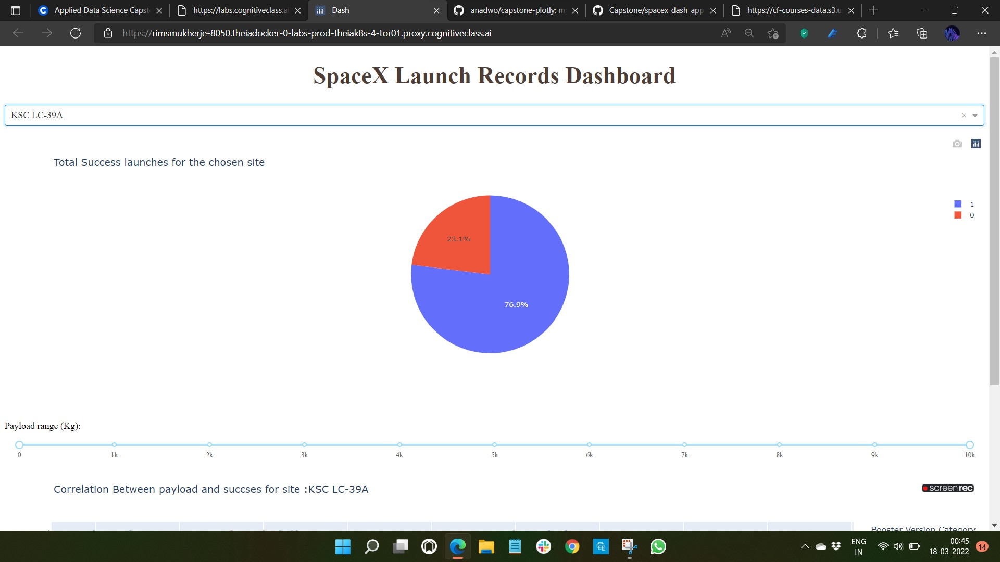 Applied Data Science Capst
https://labs.cognitiveclass.a
Dash
anadwo/capstone-plotly: m
Capstone/spacex_dash_app
https://cf-courses-data.s3.u
https://rimsmukherje-8050.theiadocker-0-labs-prod-theiak8s-4-tor01.proxy.cognitiveclass.ai
SpaceX Launch Records Dashboard
KSC LC-39A
Total Success launches for the chosen site
1
0
23.1%
76.9%
Payload range (Kg):
0 1k 2k 3k 4k 5k 6k 7k 8k 9k 10k
Correlation Between payload and succses for site :KSC LC-39A
screenrec
Booster Version Category
ENG
IN
00:45
18-03-2022
14